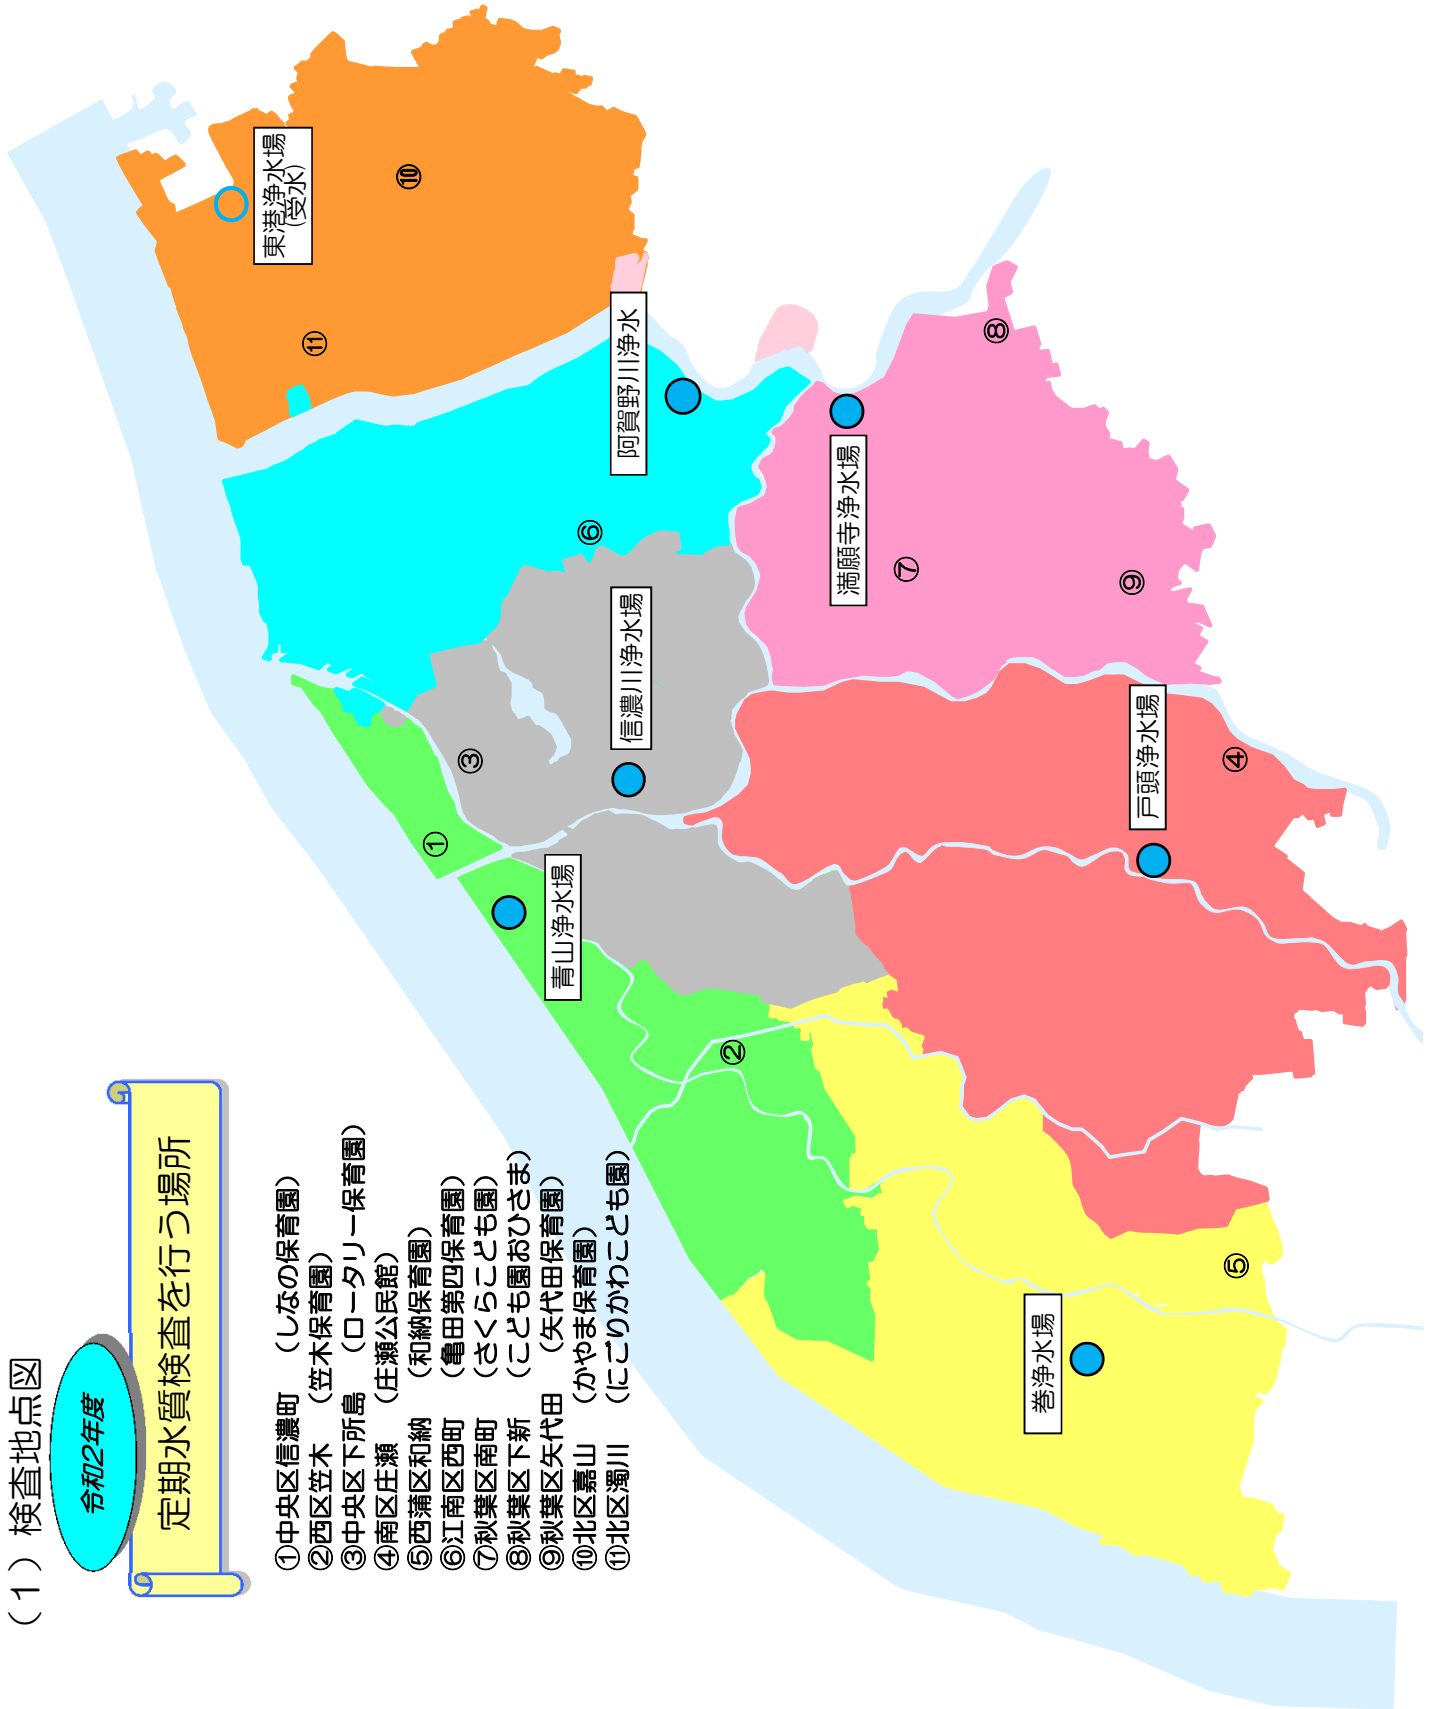 （１）検査地点図
令和2年度
定期水質検査を行う場所
①中央区信濃町　（しなの保育園）
②西区笠木　（笠木保育園）
③中央区下所島　（ロータリー保育園）
④南区庄瀬　（庄瀬公民館）
⑤西蒲区和納　（和納保育園）
⑥江南区西町　（亀田第四保育園）
⑦秋葉区南町　（さくらこども園）
⑧秋葉区下新　（こども園おひさま）
⑨秋葉区矢代田　（矢代田保育園）
⑩北区嘉山　（かやま保育園）
⑪北区濁川　（にごりかわこども園）
東港浄水場
(受水)
⑩
⑪
阿賀野川浄水
⑥
⑧
満願寺浄水場
⑦
⑨
信濃川浄水場
③
①
青山浄水場
戸頭浄水場
④
②
巻浄水場
⑤